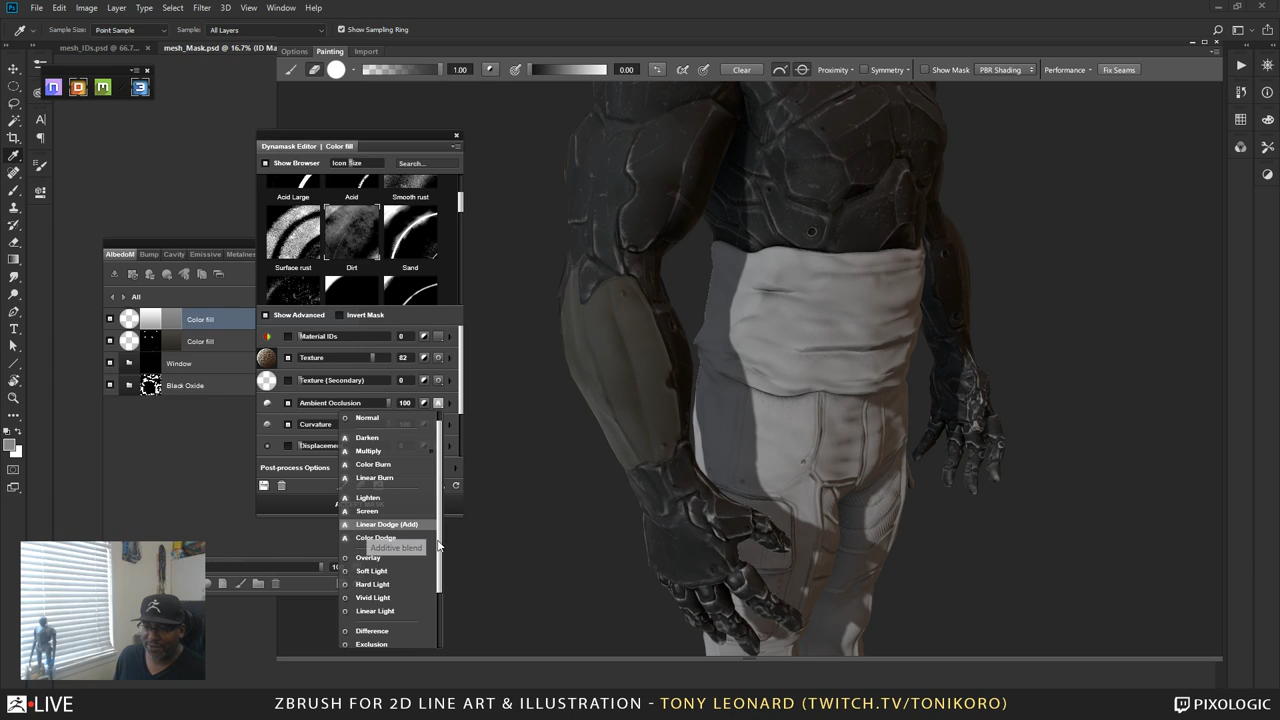 Ps File Edit Image Layer Type Select Filter 3D View Window Help
Sample Size: Point Sample Sample: All Layers Show Sampling Ring
mesh_IDs.psd @ 66.7... × mesh_Mask.psd @ 16.7% (ID Ma
Options Painting Import
1.00 0.00 Clear Proximity Symmetry Show Mask PBR Shading Performance Fix Seams
N D M 3
Dynamask Editor | Color fill
Show Browser Icon Size Search...
Acid Large Acid Smooth rust
Surface rust Dirt Sand
AlbedoM Bump Cavity Emissive Metalnes
All
Color fill
Color fill
Window
Black Oxide
Show Advanced Invert Mask
Material IDs 0
Texture 82
Texture (Secondary) 0
Ambient Occlusion 100 A
Curvature 100
Displacemen
Post-process Options
Normal
A Darken
A Multiply
A Color Burn
A Linear Burn
A Lighten
A Screen
A Linear Dodge (Add)
A Color Dodge
Additive blend
Overlay
Soft Light
Hard Light
Vivid Light
Linear Light
Difference
Exclusion
LIVE ZBRUSH FOR 2D LINE ART & ILLUSTRATION - TONY LEONARD (TWITCH.TV/TONIKORO) PIXOLOGIC